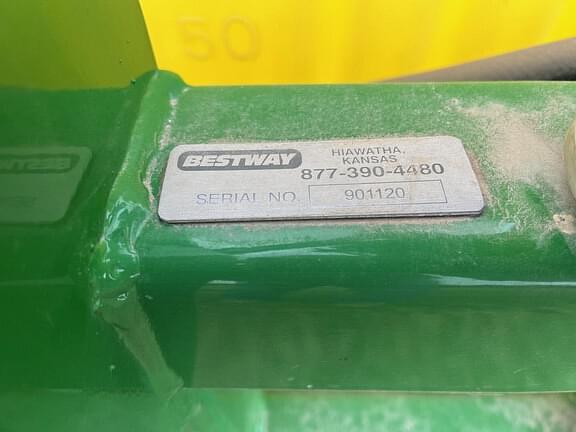 50
BESTWAY
HIAWATHA,
KANSAS
877-390-4480
SERIAL NO. 901120